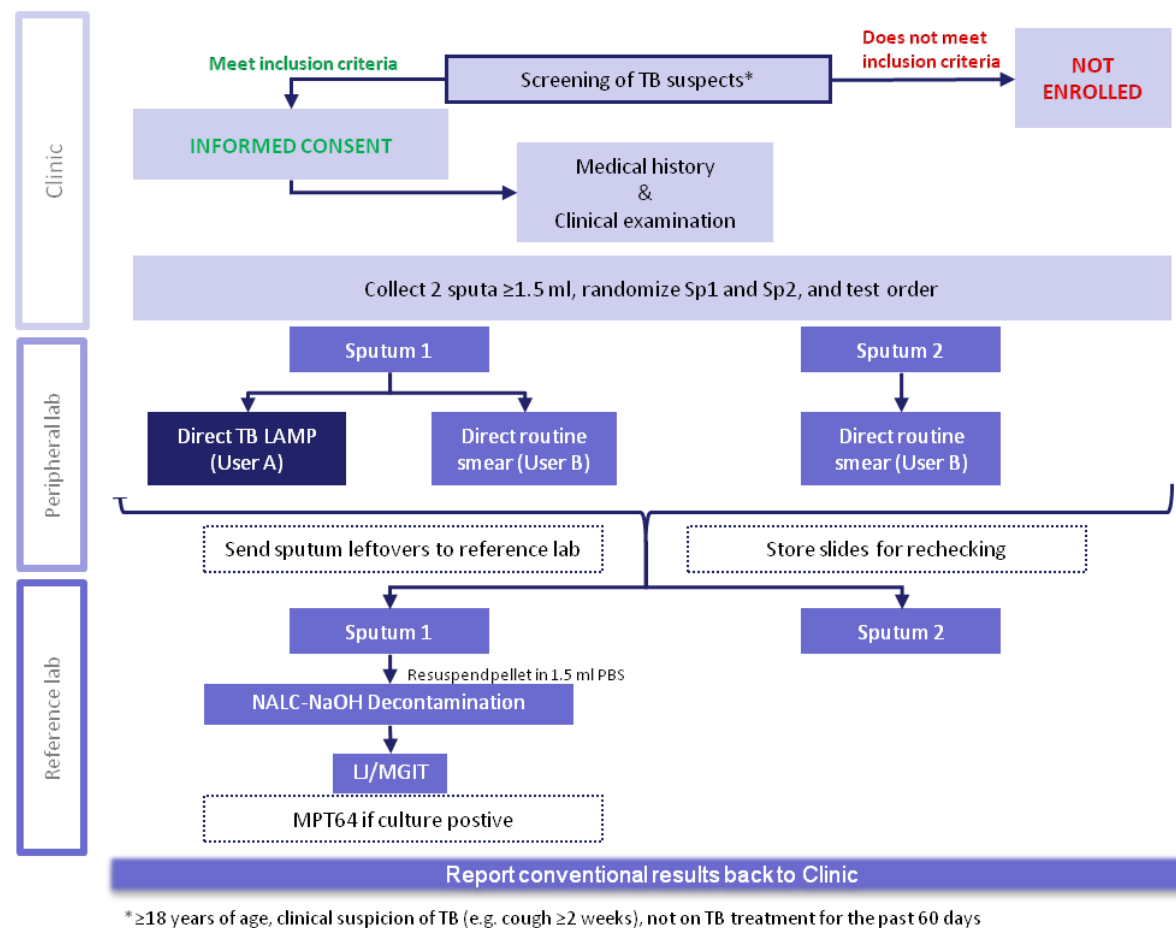 Clinic
Meet inclusion criteria
Screening of TB suspects*
Does not meet
inclusion criteria
NOT
ENROLLED
INFORMED CONSENT
Medical history
&
Clinical examination
Collect 2 sputa ≥1.5 ml, randomize Sp1 and Sp2, and test order
Peripheral lab
Sputum 1
Sputum 2
Direct TB LAMP
(User A)
Direct routine
smear (User B)
Direct routine
smear (User B)
Send sputum leftovers to reference lab
Store slides for rechecking
Reference lab
Sputum 1
Sputum 2
Resuspend pellet in 1.5 ml PBS
NALC-NaOH Decontamination
LJ/MGIT
MPT64 if culture postive
Report conventional results back to Clinic
*≥18 years of age, clinical suspicion of TB (e.g. cough ≥2 weeks), not on TB treatment for the past 60 days